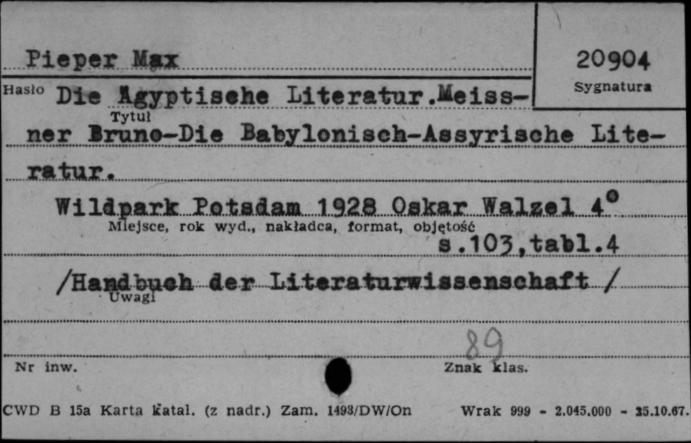 Pieper Max
20904
Sygnatura
Hasło
Die Ägyptische Literatur.Meiss-
Tytuł
ner Bruno-Die Babylonisch-Assyrische Lite-
ratur.
Wildpark Potsdam 1928 Oskar Walzel 4°
Miejsce, rok wyd., nakładca, format, objętość
s.103,tabl.4
/Handbuch der Literaturwissenschaft /
Uwagi
89
Nr inw.
Znak klas.
CWD B 15a Karta katal. (z nadr.) Zam. 1493/DW/On Wrak 999 - 2.045.000 - 25.10.67.